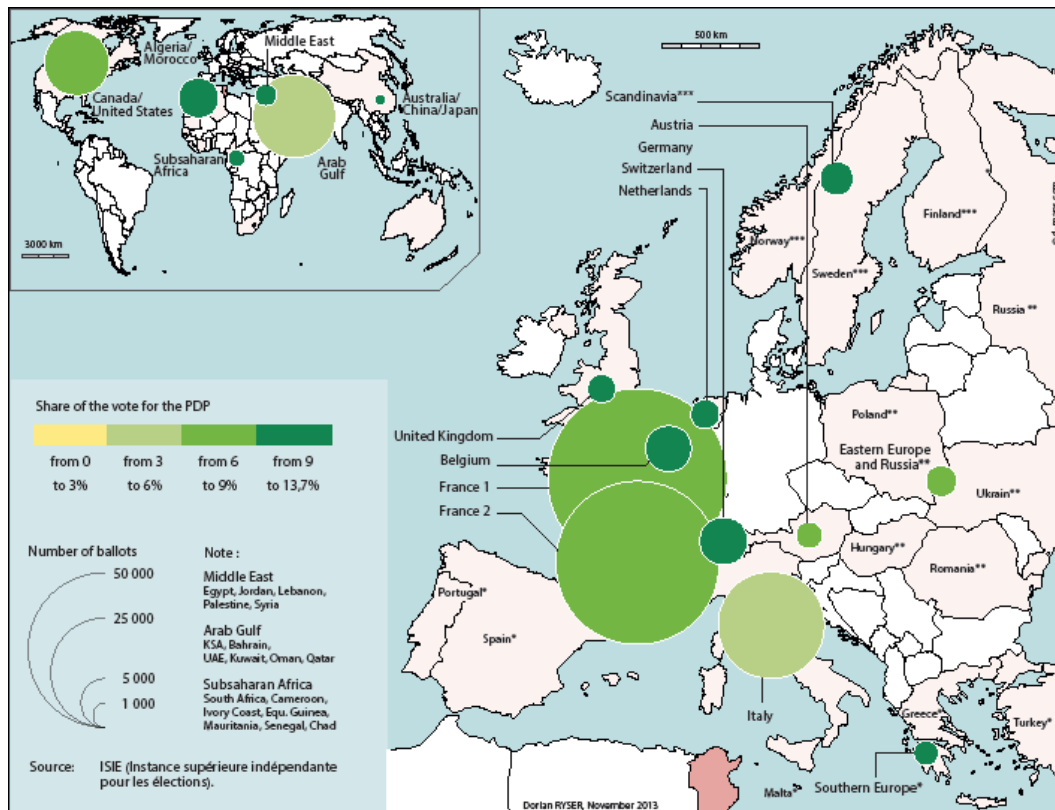 Algeria/
Morocco
Middle East
Canada/
United States
Australia/
China/Japan
Subsaharan
Africa
Arab
Gulf
3000 km
500 km
Scandinavia***
Austria
Germany
Switzerland
Netherlands
Norway***
Sweden***
Finland***
Russia **
Poland**
Eastern Europe
and Russia**
Ukrain**
Hungary**
Romania**
United Kingdom
Belgium
France 1
France 2
Portugal*
Spain*
Italy
Greece*
Turkey*
Southern Europe*
Malta*
Share of the vote for the PDP
from 0
to 3%
from 3
to 6%
from 6
to 9%
from 9
to 13,7%
Number of ballots
50 000
25 000
5 000
1 000
Note :
Middle East
Egypt, Jordan, Lebanon,
Palestine, Syria
Arab Gulf
KSA, Bahrain,
UAE, Kuwait, Oman, Qatar
Subsaharan Africa
South Africa, Cameroon,
Ivory Coast, Equ. Guinea,
Mauritania, Senegal, Chad
Source: ISIE (Instance supérieure indépendante
pour les élections).
Dorian RYSER, November 2013